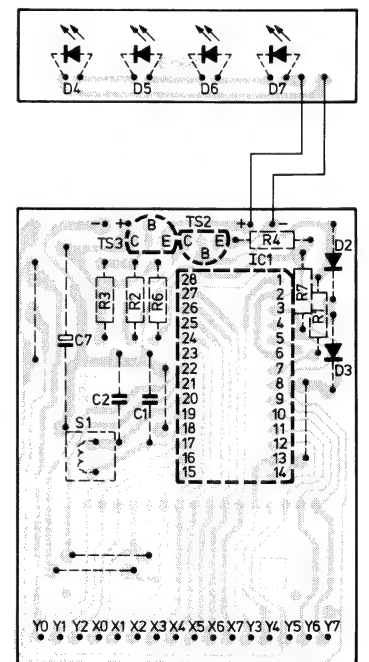 D4 D5 D6 D7
- + B TS2 + -
TS3 C E C E R4
B IC1 D2
R3 R2 R6 R7 R1
28 1
27 2
26 3
25 4
24 5
23 6
22 7
21 8
20 9
19 10
18 11
17 12
16 13
15 14
C7
D3
C2 C1
S1
Y0 Y1 Y2 X0 X1 X2 X3 X4 X5 X6 X7 Y3 Y4 Y5 Y6 Y7